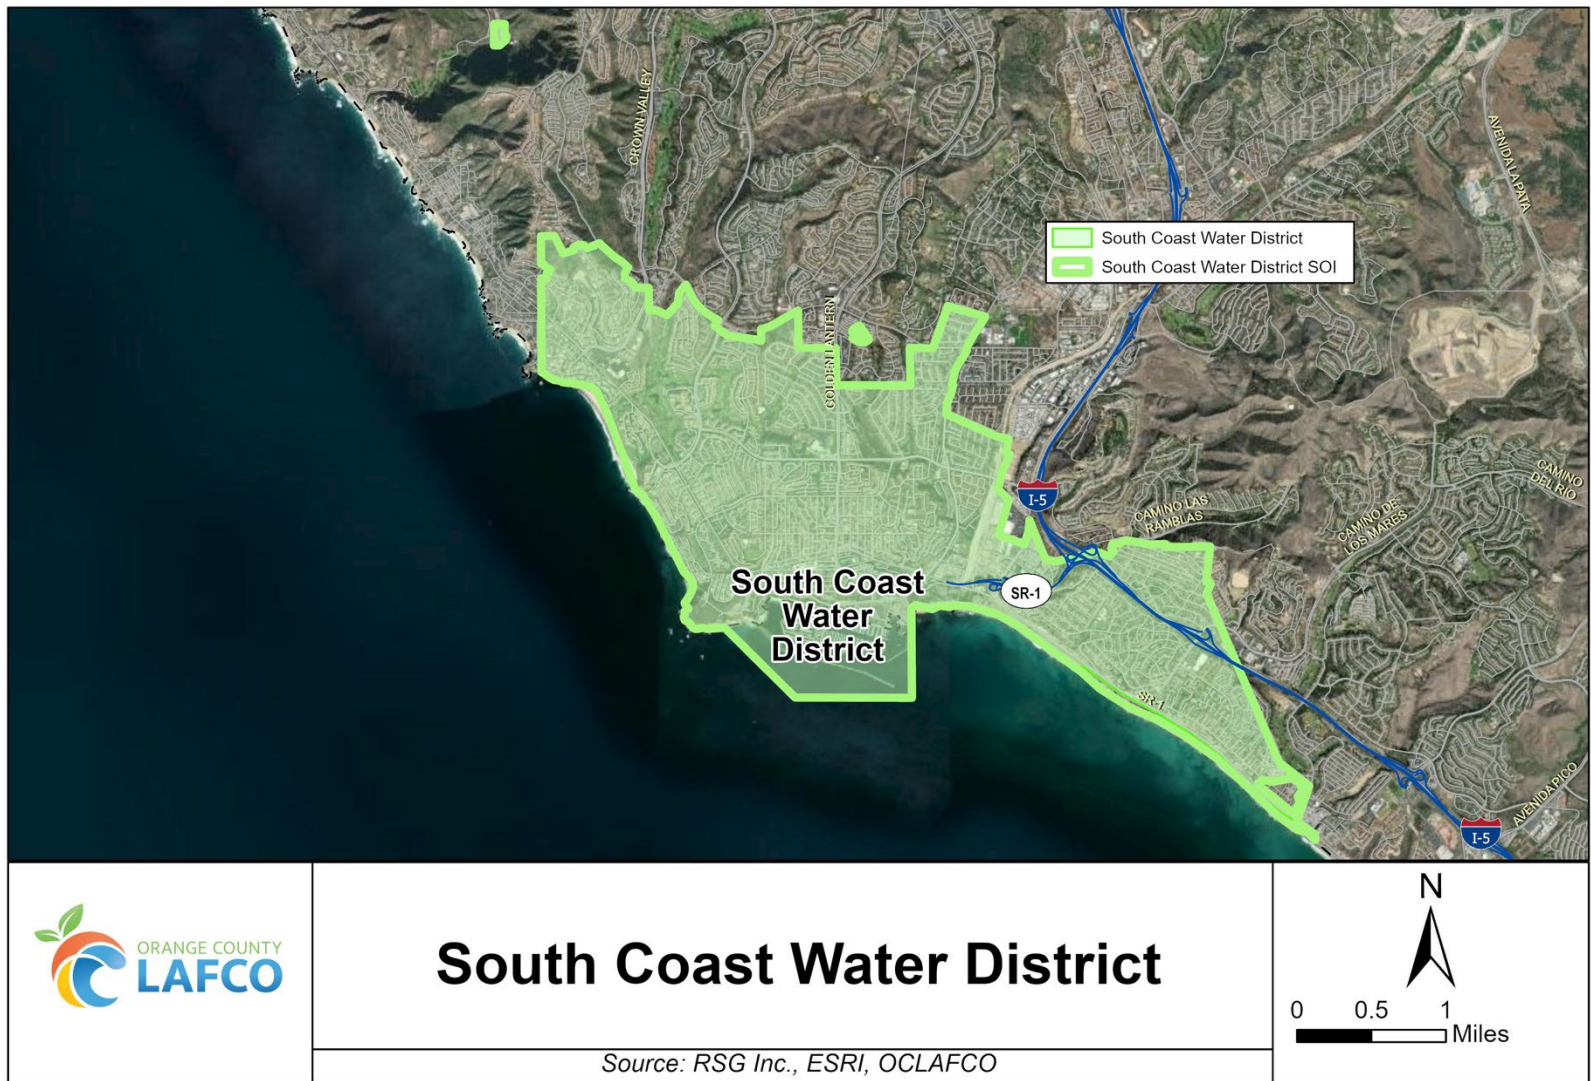 CROWN VALLEY
AVENIDA LA PATA
South Coast Water District
South Coast Water District SOI
GOLDEN LANTERN
I-5
CAMINO LAS
RAMBLAS
CAMINO DE
LOS MARES
CAMINO
DEL RIO
South Coast
Water
District
SR-1
SR-1
AVENIDA PICO
I-5
ORANGE COUNTY
LAFCO
South Coast Water District
Source: RSG Inc., ESRI, OCLAFCO
N
0 0.5 1
Miles